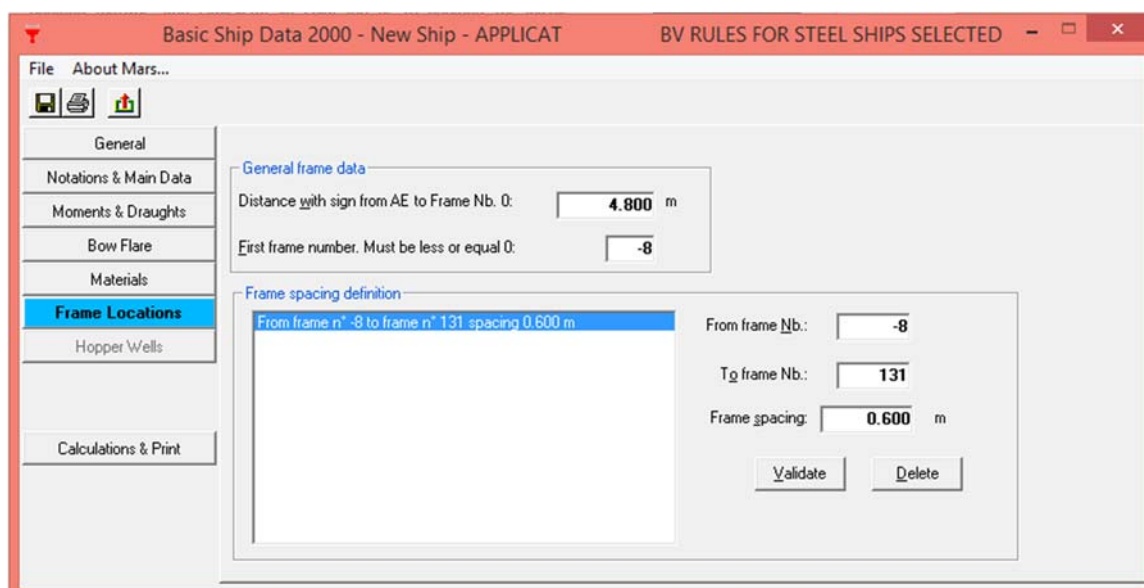 Basic Ship Data 2000 - New Ship - APPLICAT BV RULES FOR STEEL SHIPS SELECTED
File About Mars...
General
Notations & Main Data
Moments & Draughts
Bow Flare
Materials
Frame Locations
Hopper Wells
Calculations & Print
General frame data
Distance with sign from AE to Frame Nb. 0: 4.800 m
First frame number. Must be less or equal 0: -8
Frame spacing definition
From frame n° -8 to frame n° 131 spacing 0.600 m
From frame Nb.: -8
To frame Nb.: 131
Frame spacing: 0.600 m
Validate Delete